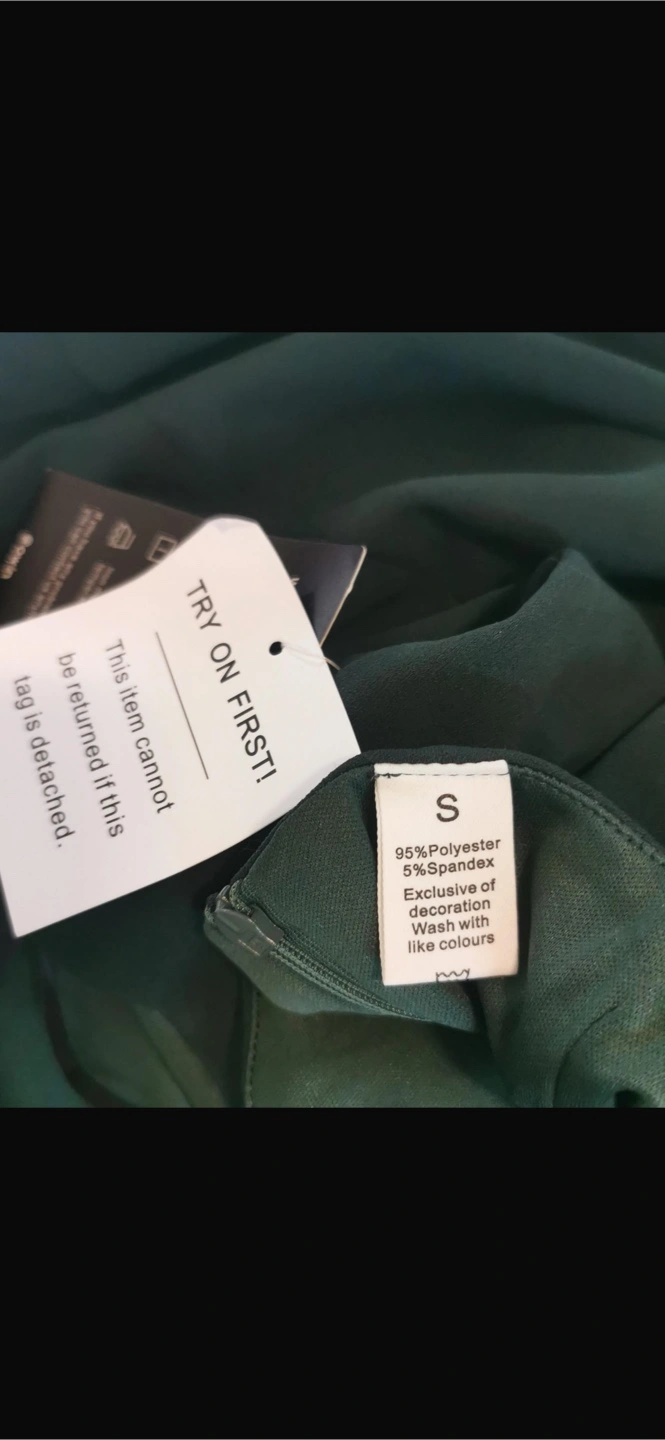 TRY ON FIRST!
This item cannot
be returned if this
tag is detached.
S
95%Polyester
5%Spandex
Exclusive of
decoration
Wash with
like colours